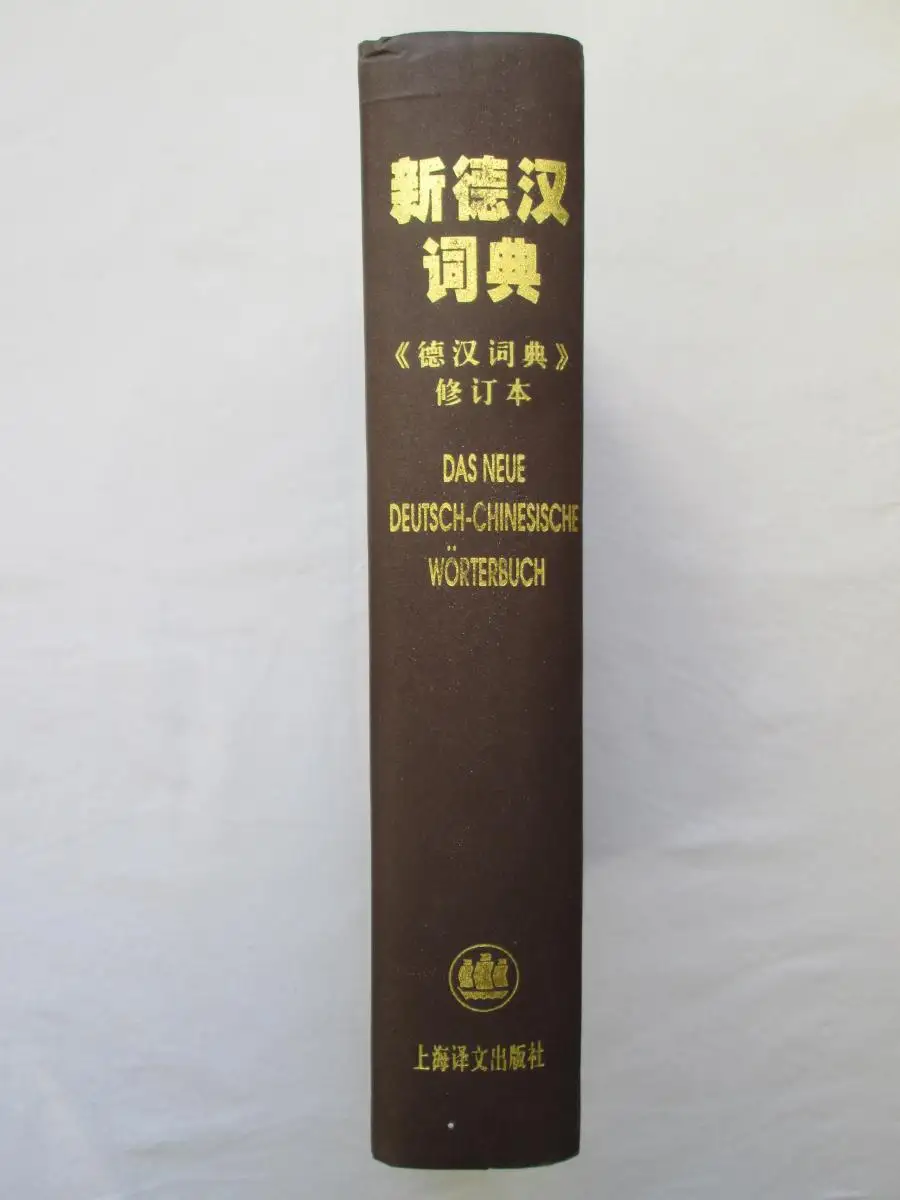 新德汉
词典
《德汉词典》
修订本
DAS NEUE
DEUTSCH-CHINESISCHE
WÖRTERBUCH
上海译文出版社